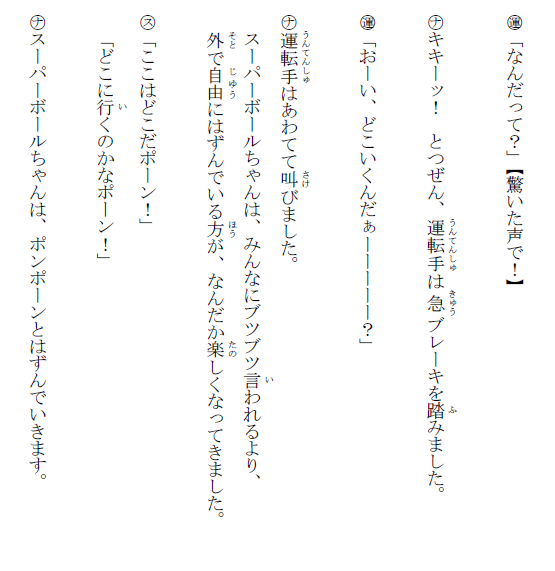 ㋐運「なんだって？」【驚いた声で！】
㋤キキーッ！　とつぜん、運転手は急ブレーキを踏みました。
運「おーい、どこいくんだぁーーーーー？」
㋤運転手はあわてて叫びました。
スーパーボールちゃんは、みんなにブツブツ言われるより、
外で自由にはずんでいる方が、なんだか楽しくなってきました。
㋜「ここはどこだポーン！」
「どこに行くのかなポーン！」
㋤スーパーボールちゃんは、ポンポーンとはずんでいきます。